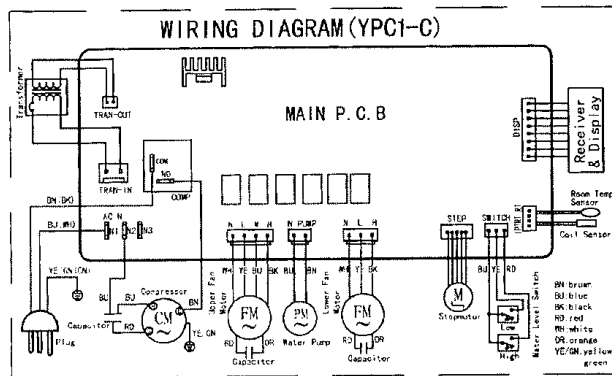 WIRING DIAGRAM(YPC1-C)
Transformer
TRAN-OUT
TRAN-IN
MAIN P.C.B
DISP
Receiver
& Display
Room Temp
Sensor
Coil Sensor
COM
NO
COMP
BN(BK)
BU(WH)
AC N
N1
N2
N3
YE/GN(GN)
Plug
BU
BU
RD
Capacitor
Compressor
CM
BN
YE/GN
N L M H
WH YE BU BK
Upper Fan
Motor
FM
RD
OR
Capacitor
N PUMP
BU BN
PM
Water Pump
N L H
WH YE BK
Lower Fan
Motor
FM
RD
OR
Capacitor
STEP
M
Stepmotor
SWITCH
BU YE RD
Low
High
Water Level Switch
BN:brown
BU:blue
BK:black
RD:red
WH:white
OR:orange
YE/GN:yellow
green